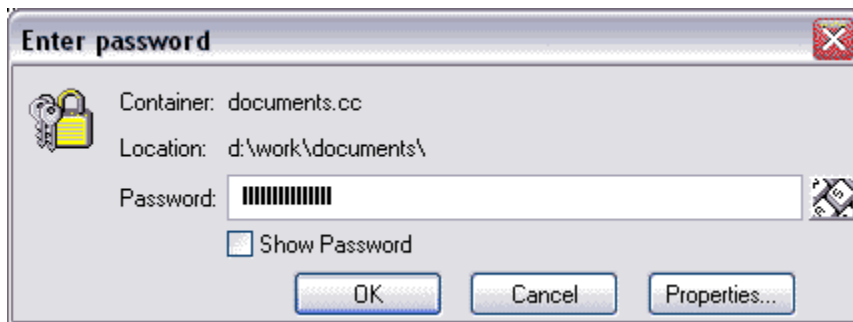 Enter password
Container: documents.cc
Location: d:\work\documents\
Password:
Show Password
OK Cancel Properties...